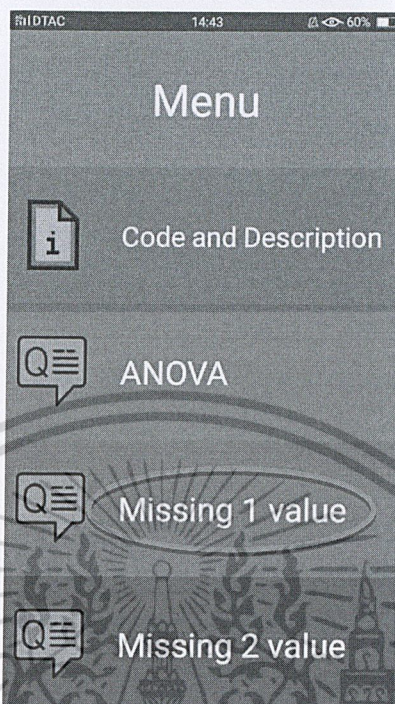 DTAC 14:43 60%
Menu
i
Code and Description
Q
ANOVA
Q
Missing 1 value
Q
Missing 2 value